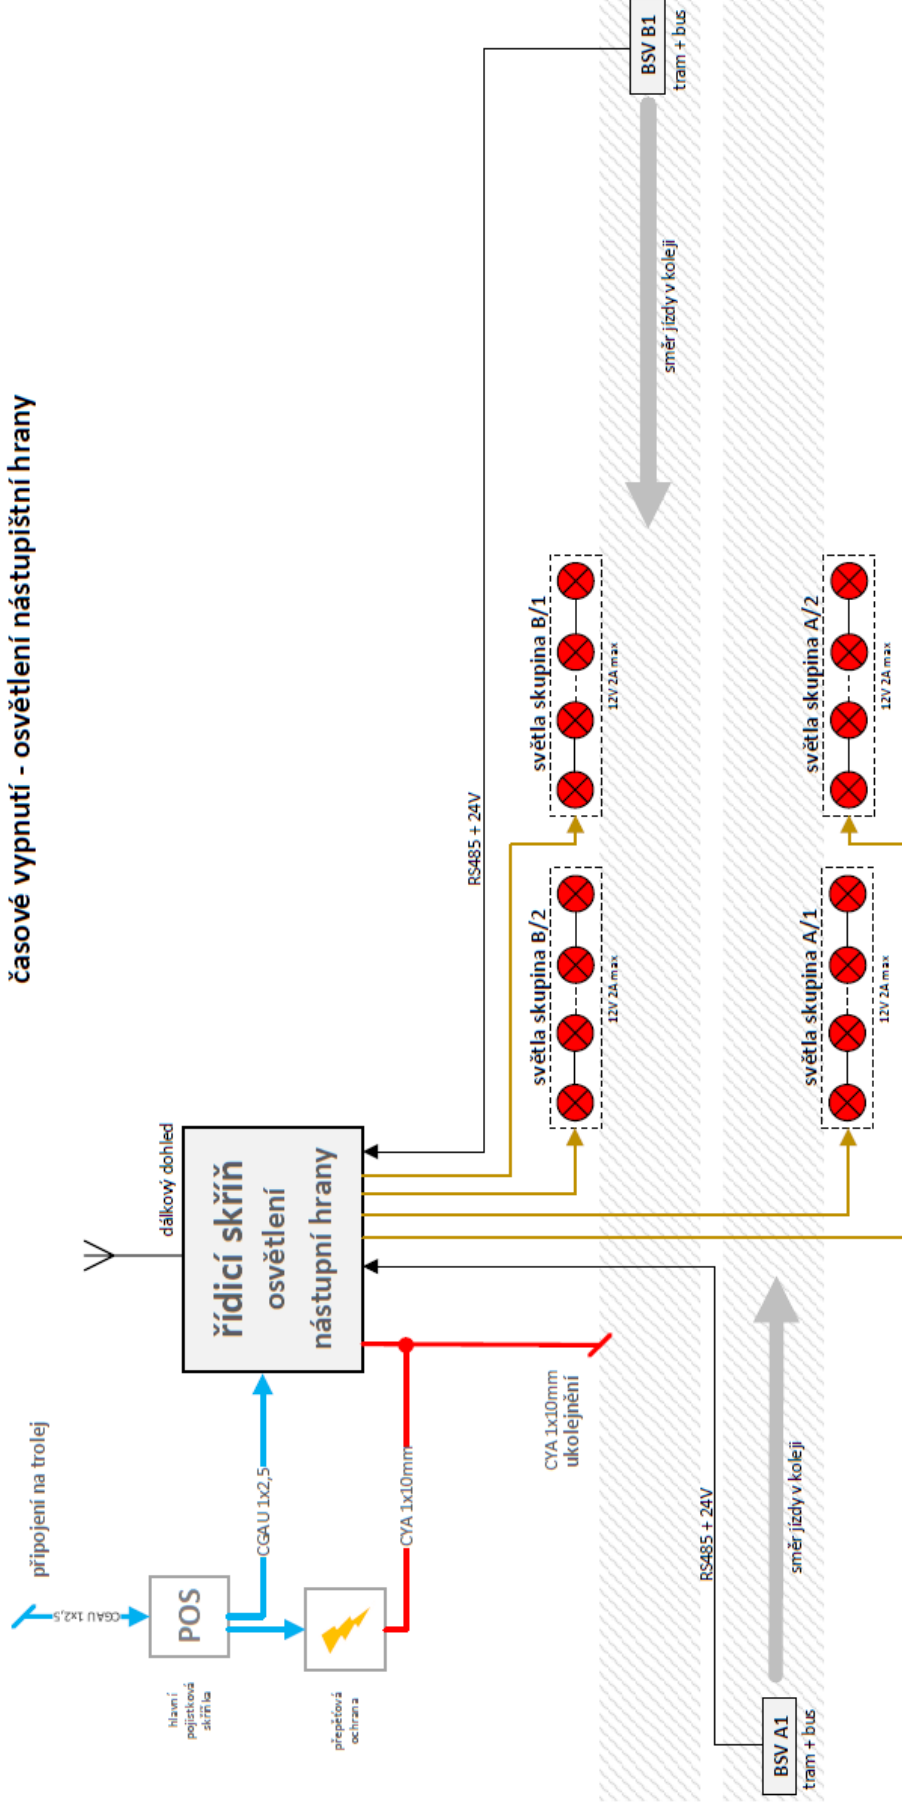 časové vypnutí - osvětlení nástupištní hrany
připojení na trolej
CGAU 1x2,5
POS
hlavní
pojistková
skříňka
CGAU 1x2,5
přepěťová
ochrana
CYA 1x10mm
CYA 1x10mm
ukolejnění
dálkový dohled
řídicí skříň
osvětlení
nástupní hrany
RS485 + 24V
BSV B1
tram + bus
směr jízdy v koleji
světla skupina B/2
12V 2A max
světla skupina B/1
12V 2A max
RS485 + 24V
BSV A1
tram + bus
směr jízdy v koleji
světla skupina A/1
12V 2A max
světla skupina A/2
12V 2A max